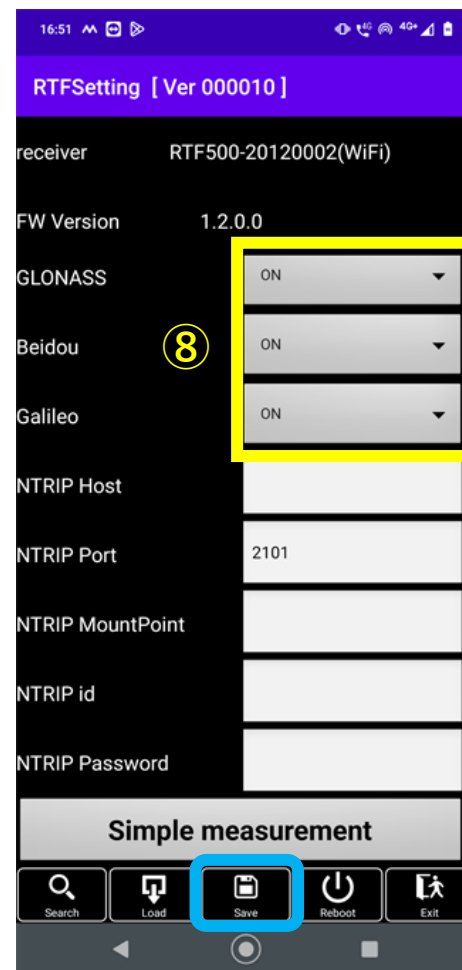 16:51 4G 4G+
RTFSetting [ Ver 000010 ]
receiver RTF500-20120002(WiFi)
FW Version 1.2.0.0
GLONASS ON
Beidou ⑧ ON
Galileo ON
NTRIP Host
NTRIP Port 2101
NTRIP MountPoint
NTRIP id
NTRIP Password
Simple measurement
Search Load Save Reboot Exit